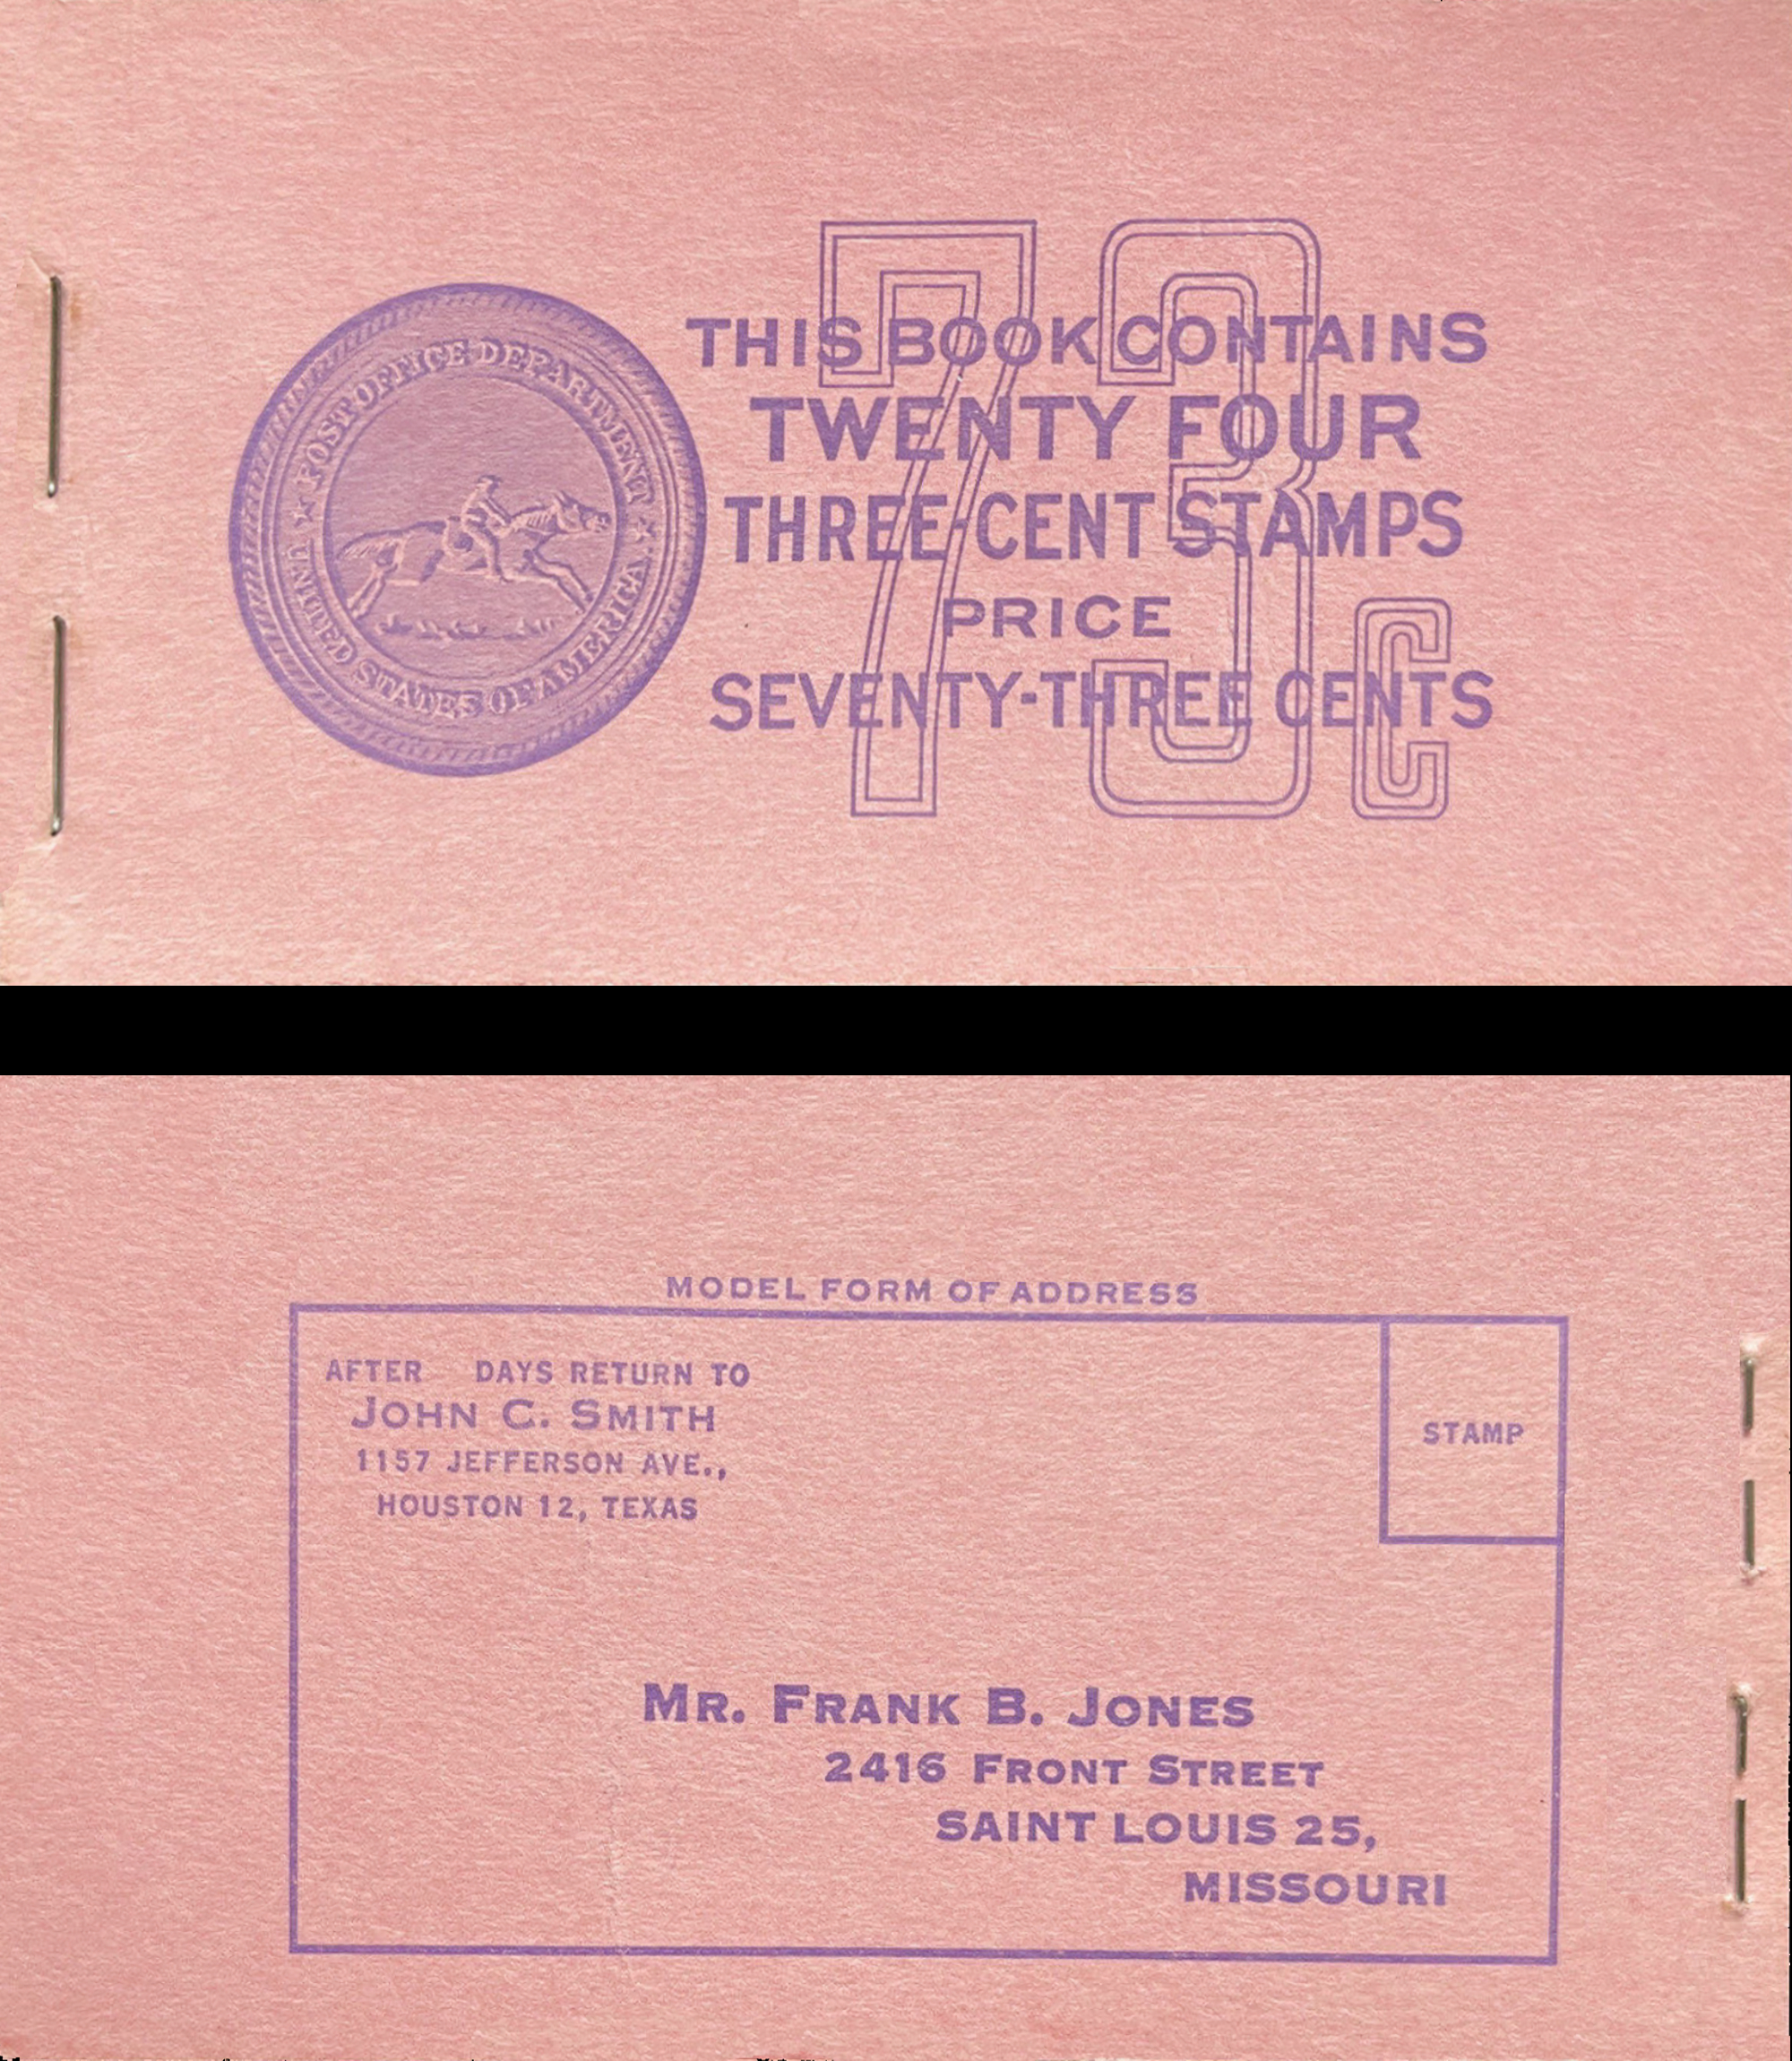 POST OFFICE DEPARTMENT
UNITED STATES OF AMERICA
73c
THIS BOOK CONTAINS
TWENTY FOUR
THREE-CENT STAMPS
PRICE
SEVENTY-THREE CENTS
MODEL FORM OF ADDRESS
AFTER DAYS RETURN TO
JOHN C. SMITH
1157 JEFFERSON AVE.,
HOUSTON 12, TEXAS
STAMP
MR. FRANK B. JONES
2416 FRONT STREET
SAINT LOUIS 25,
MISSOURI